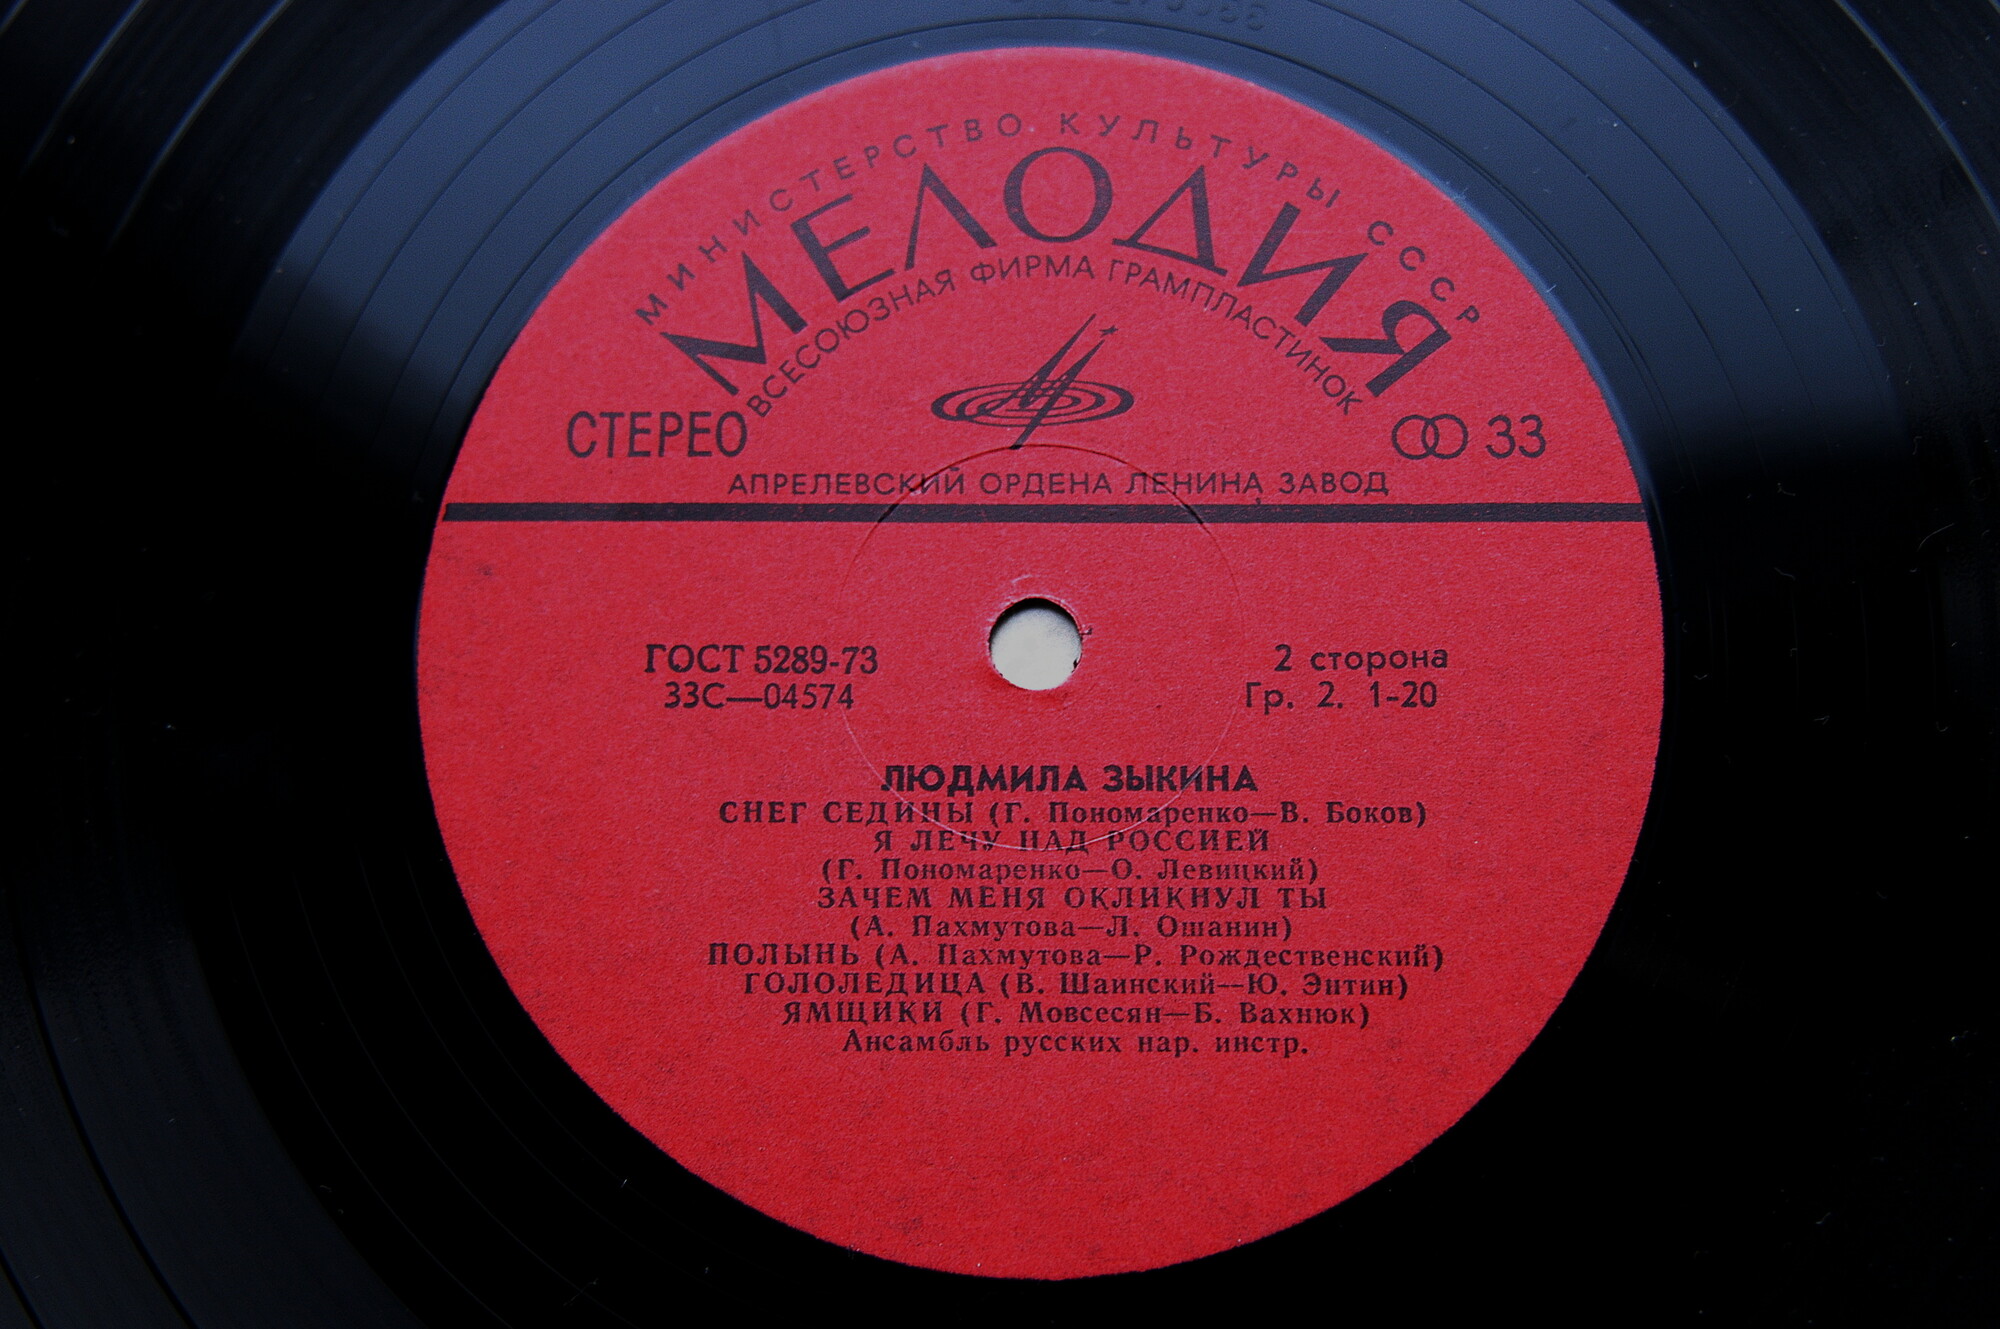 МИНИСТЕРСТВО КУЛЬТУРЫ СССР
МЕЛОДИЯ
ВСЕСОЮЗНАЯ ФИРМА ГРАМПЛАСТИНОК
СТЕРЕО
33
АПРЕЛЕВСКИЙ ОРДЕНА ЛЕНИНА ЗАВОД
ГОСТ 5289-73
2 сторона
33С—04574
Гр. 2. 1-20
ЛЮДМИЛА ЗЫКИНА
СНЕГ СЕДИНЫ (Г. Пономаренко—В. Боков)
Я ЛЕЧУ НАД РОССИЕЙ
(Г. Пономаренко—О. Левицкий)
ЗАЧЕМ МЕНЯ ОКЛИКНУЛ ТЫ
(А. Пахмутова—Л. Ошанин)
ПОЛЫНЬ (А. Пахмутова—Р. Рождественский)
ГОЛОЛЕДИЦА (В. Шаинский—Ю. Энтин)
ЯМЩИКИ (Г. Мовсесян—Б. Вахнюк)
Ансамбль русских нар. инстр.